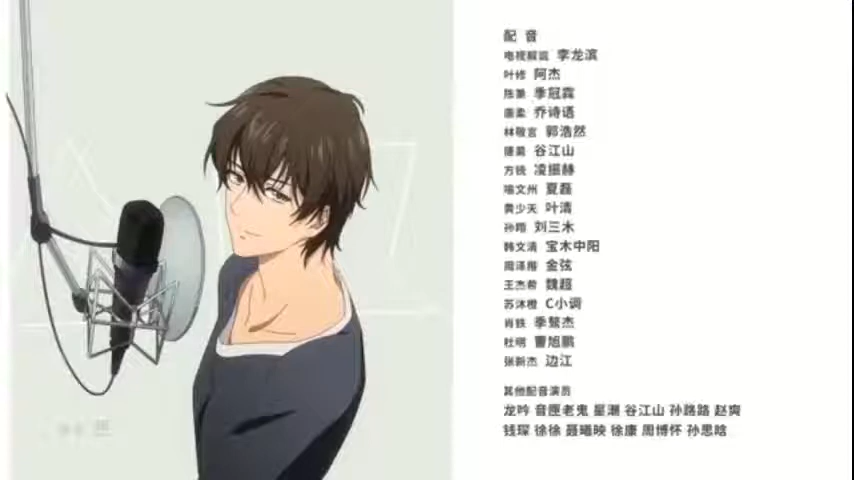 配 音
电视解说 李龙滨
叶修 阿杰
陈果 季冠霖
唐柔 乔诗语
林敬言 郭浩然
唐昊 谷江山
方锐 凌振赫
喻文州 夏磊
黄少天 叶清
孙翔 刘三木
韩文清 宝木中阳
周泽楷 金弦
王杰希 魏超
苏沐橙 C小调
肖铁 季骜杰
杜明 曹旭鹏
张新杰 边江
其他配音演员
龙吟 音匣老鬼 星潮 谷江山 孙路路 赵爽
钱琛 徐徐 聂曦映 徐康 周博怀 孙思晗